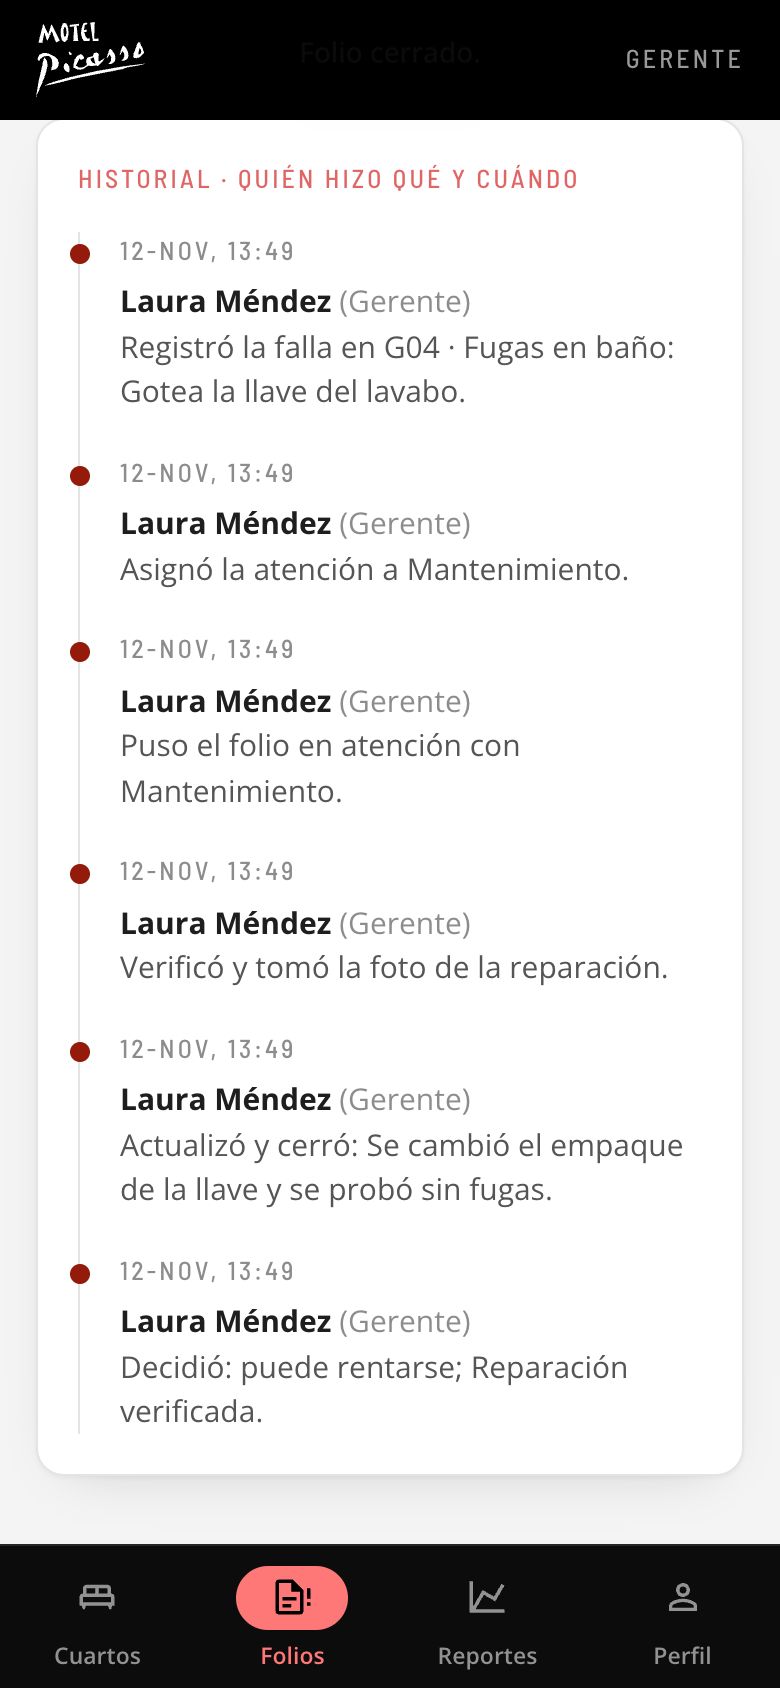 MOTEL
Picasso
Folio cerrado.
GERENTE
HISTORIAL · QUIÉN HIZO QUÉ Y CUÁNDO
12-NOV, 13:49
Laura Méndez (Gerente)
Registró la falla en G04 · Fugas en baño:
Gotea la llave del lavabo.
12-NOV, 13:49
Laura Méndez (Gerente)
Asignó la atención a Mantenimiento.
12-NOV, 13:49
Laura Méndez (Gerente)
Puso el folio en atención con
Mantenimiento.
12-NOV, 13:49
Laura Méndez (Gerente)
Verificó y tomó la foto de la reparación.
12-NOV, 13:49
Laura Méndez (Gerente)
Actualizó y cerró: Se cambió el empaque
de la llave y se probó sin fugas.
12-NOV, 13:49
Laura Méndez (Gerente)
Decidió: puede rentarse; Reparación
verificada.
Cuartos
Folios
Reportes
Perfil